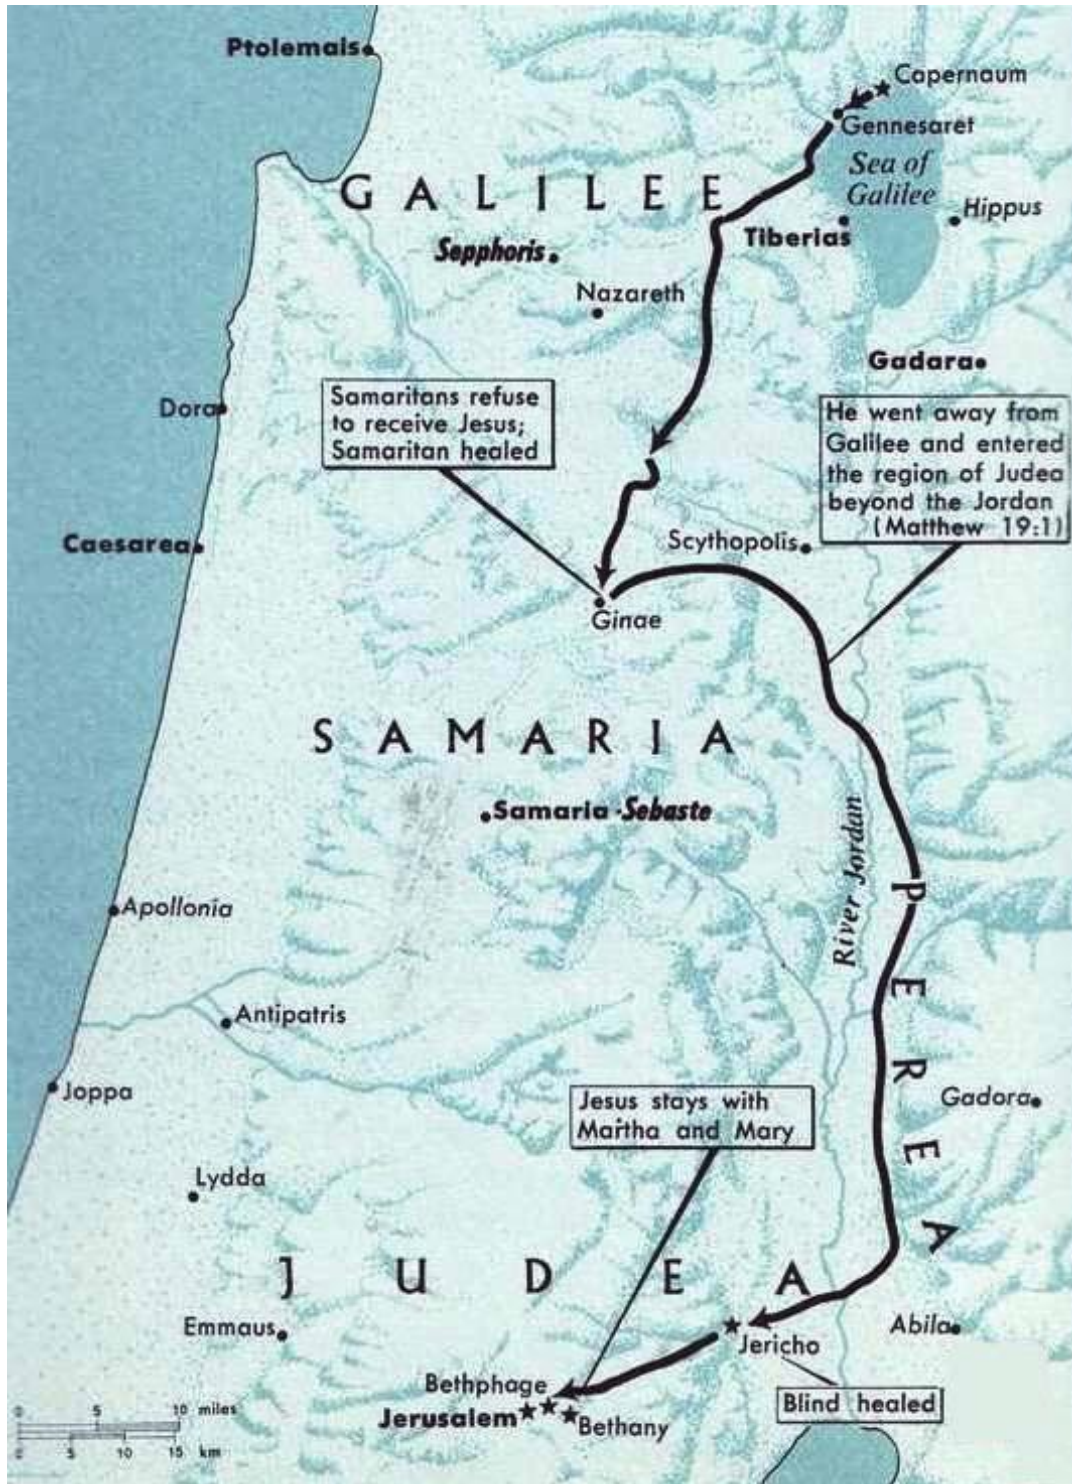 Ptolemais
Capernaum
Gennesaret
GALILEE
Sea of
Galilee
Hippus
Tiberias
Sepphoris
Nazareth
Gadara
Dora
Samaritans refuse
to receive Jesus;
Samaritan healed
He went away from
Galilee and entered
the region of Judea
beyond the Jordan
(Matthew 19:1)
Caesarea
Scythopolis
Ginae
SAMARIA
Samaria-Sebaste
River Jordan
PEREA
Apollonia
Antipatris
Joppa
Gadora
Jesus stays with
Martha and Mary
Lydda
JUDEA
Emmaus
Jericho
Abila
Bethphage
Jerusalem
Bethany
Blind healed
0 5 10 miles
0 5 10 15 km